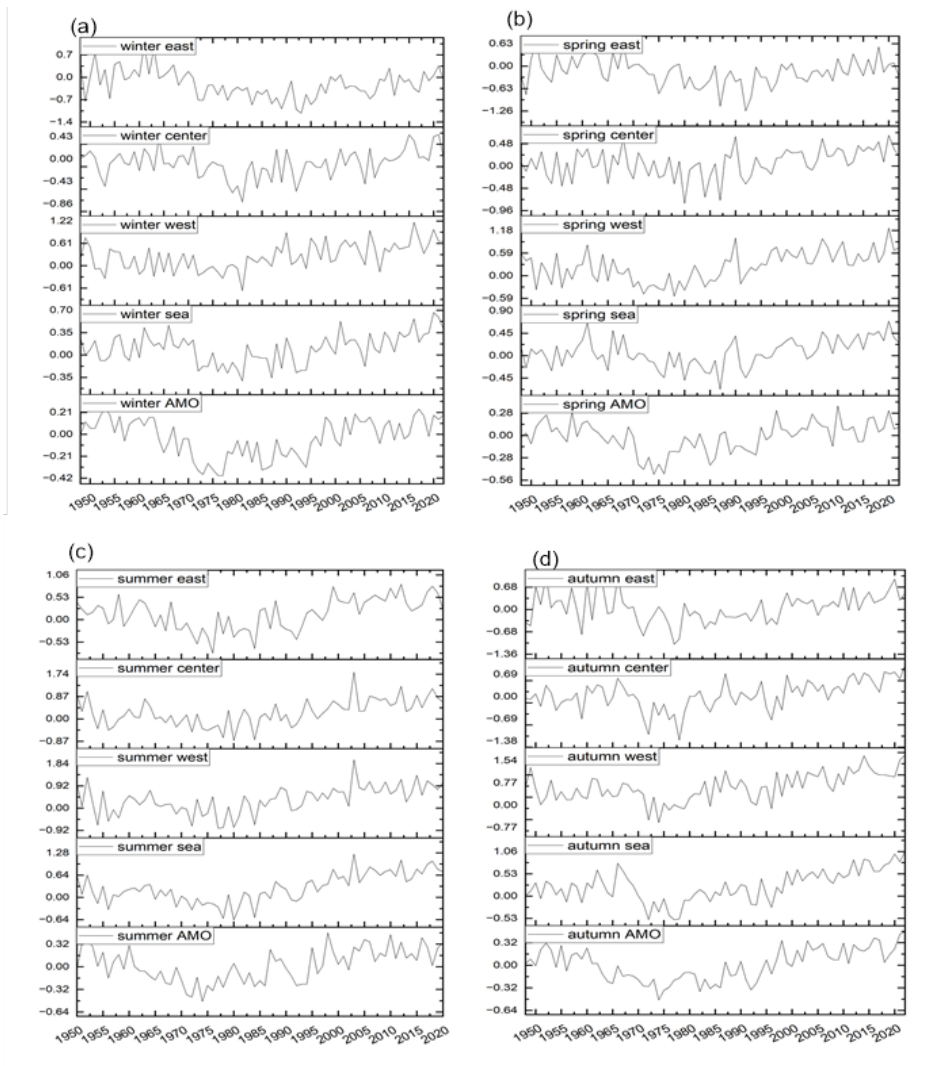 (a)
winter east
0.7
0.0
−0.7
−1.4
winter center
0.43
0.00
−0.43
−0.86
winter west
1.22
0.61
0.00
−0.61
winter sea
0.70
0.35
0.00
−0.35
winter AMO
0.21
0.00
−0.21
−0.42
1950 1955 1960 1965 1970 1975 1980 1985 1990 1995 2000 2005 2010 2015 2020
(b)
spring east
0.63
0.00
−0.63
−1.26
spring center
0.48
0.00
−0.48
−0.96
spring west
1.18
0.59
0.00
−0.59
spring sea
0.90
0.45
0.00
−0.45
spring AMO
0.28
0.00
−0.28
−0.56
1950 1955 1960 1965 1970 1975 1980 1985 1990 1995 2000 2005 2010 2015 2020
(c)
summer east
1.06
0.53
0.00
−0.53
summer center
1.74
0.87
0.00
−0.87
summer west
1.84
0.92
0.00
−0.92
summer sea
1.28
0.64
0.00
−0.64
summer AMO
0.32
0.00
−0.32
−0.64
1950 1955 1960 1965 1970 1975 1980 1985 1990 1995 2000 2005 2010 2015 2020
(d)
autumn east
0.68
0.00
−0.68
−1.36
autumn center
0.69
0.00
−0.69
−1.38
autumn west
1.54
0.77
0.00
−0.77
autumn sea
1.06
0.53
0.00
−0.53
autumn AMO
0.32
0.00
−0.32
−0.64
1950 1955 1960 1965 1970 1975 1980 1985 1990 1995 2000 2005 2010 2015 2020